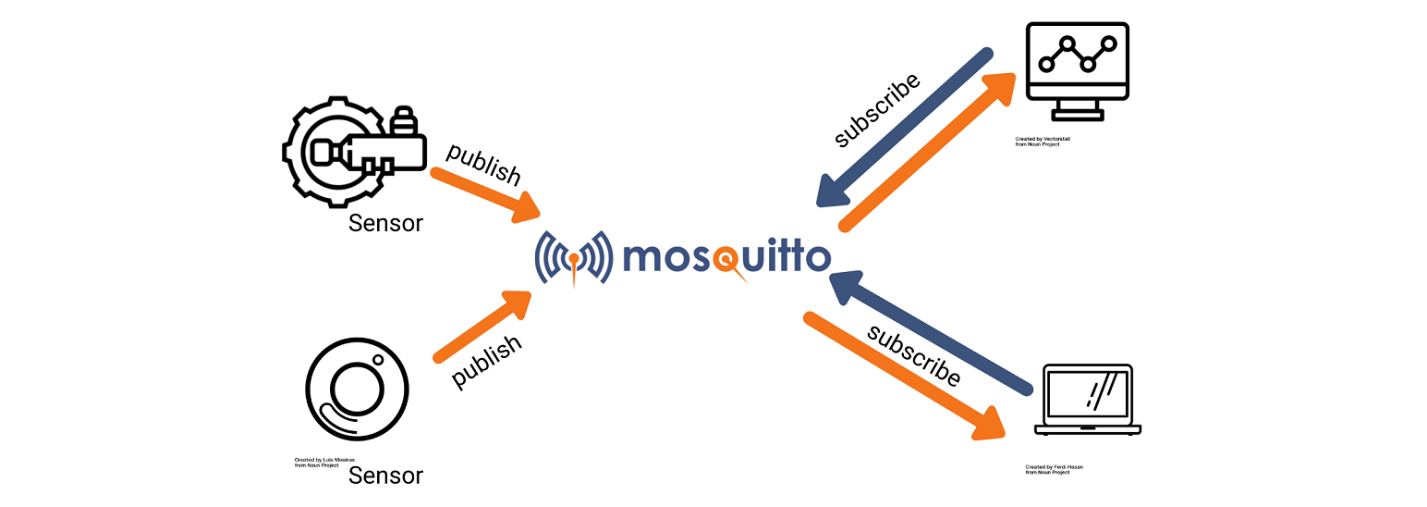 subscribe
Created by Vectorstall
from Noun Project
publish
Sensor
mosquitto
publish
subscribe
Created by Luis Mosiras
from Noun Project
Sensor
Created by Ferdi Hasan
from Noun Project